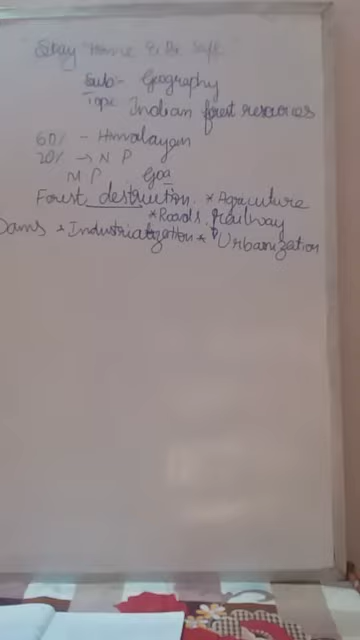 Stay Home & Be Safe
Sub:- Geography
Topic Indian forest resources
60% - Himalayan
20% → N P
M P Goa
Forest destruction. * Agaculture
* Roads, Railway
Dams * Industrialization * Urbanization